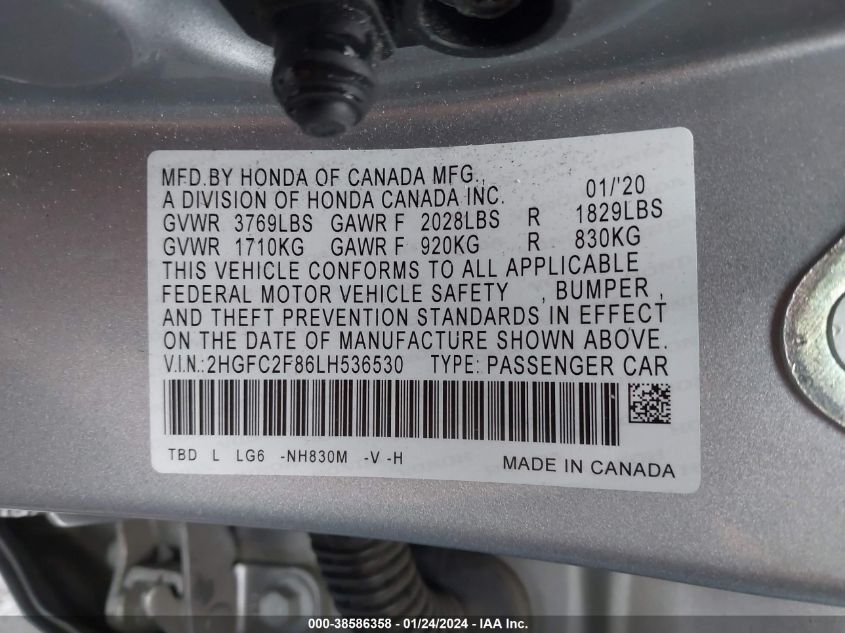 MFD.BY HONDA OF CANADA MFG.,
A DIVISION OF HONDA CANADA INC. 01/'20
GVWR 3769LBS GAWR F 2028LBS R 1829LBS
GVWR 1710KG GAWR F 920KG R 830KG
THIS VEHICLE CONFORMS TO ALL APPLICABLE
FEDERAL MOTOR VEHICLE SAFETY , BUMPER ,
AND THEFT PREVENTION STANDARDS IN EFFECT
ON THE DATE OF MANUFACTURE SHOWN ABOVE.
V.I.N.:2HGFC2F86LH536530 TYPE: PASSENGER CAR
TBD L LG6 -NH830M -V -H
MADE IN CANADA
000-38586358 - 01/24/2024 - IAA Inc.